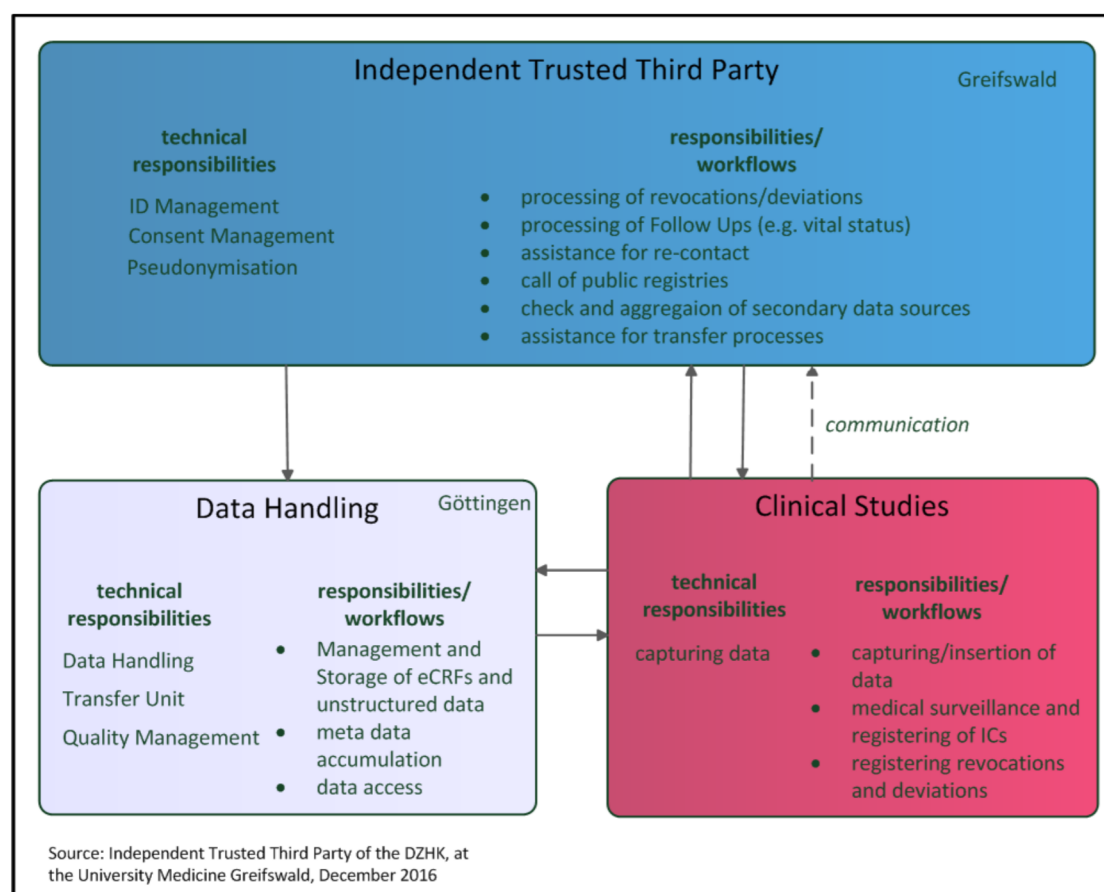 Independent Trusted Third Party
Greifswald
technical
responsibilities
ID Management
Consent Management
Pseudonymisation
responsibilities/
workflows
• processing of revocations/deviations
• processing of Follow Ups (e.g. vital status)
• assistance for re-contact
• call of public registries
• check and aggregaion of secondary data sources
• assistance for transfer processes
communication
Data Handling
Göttingen
technical
responsibilities
Data Handling
Transfer Unit
Quality Management
responsibilities/
workflows
• Management and
Storage of eCRFs and
unstructured data
• meta data
accumulation
• data access
Clinical Studies
technical
responsibilities
capturing data
responsibilities/
workflows
• capturing/insertion of
data
• medical surveillance and
registering of ICs
• registering revocations
and deviations
Source: Independent Trusted Third Party of the DZHK, at
the University Medicine Greifswald, December 2016